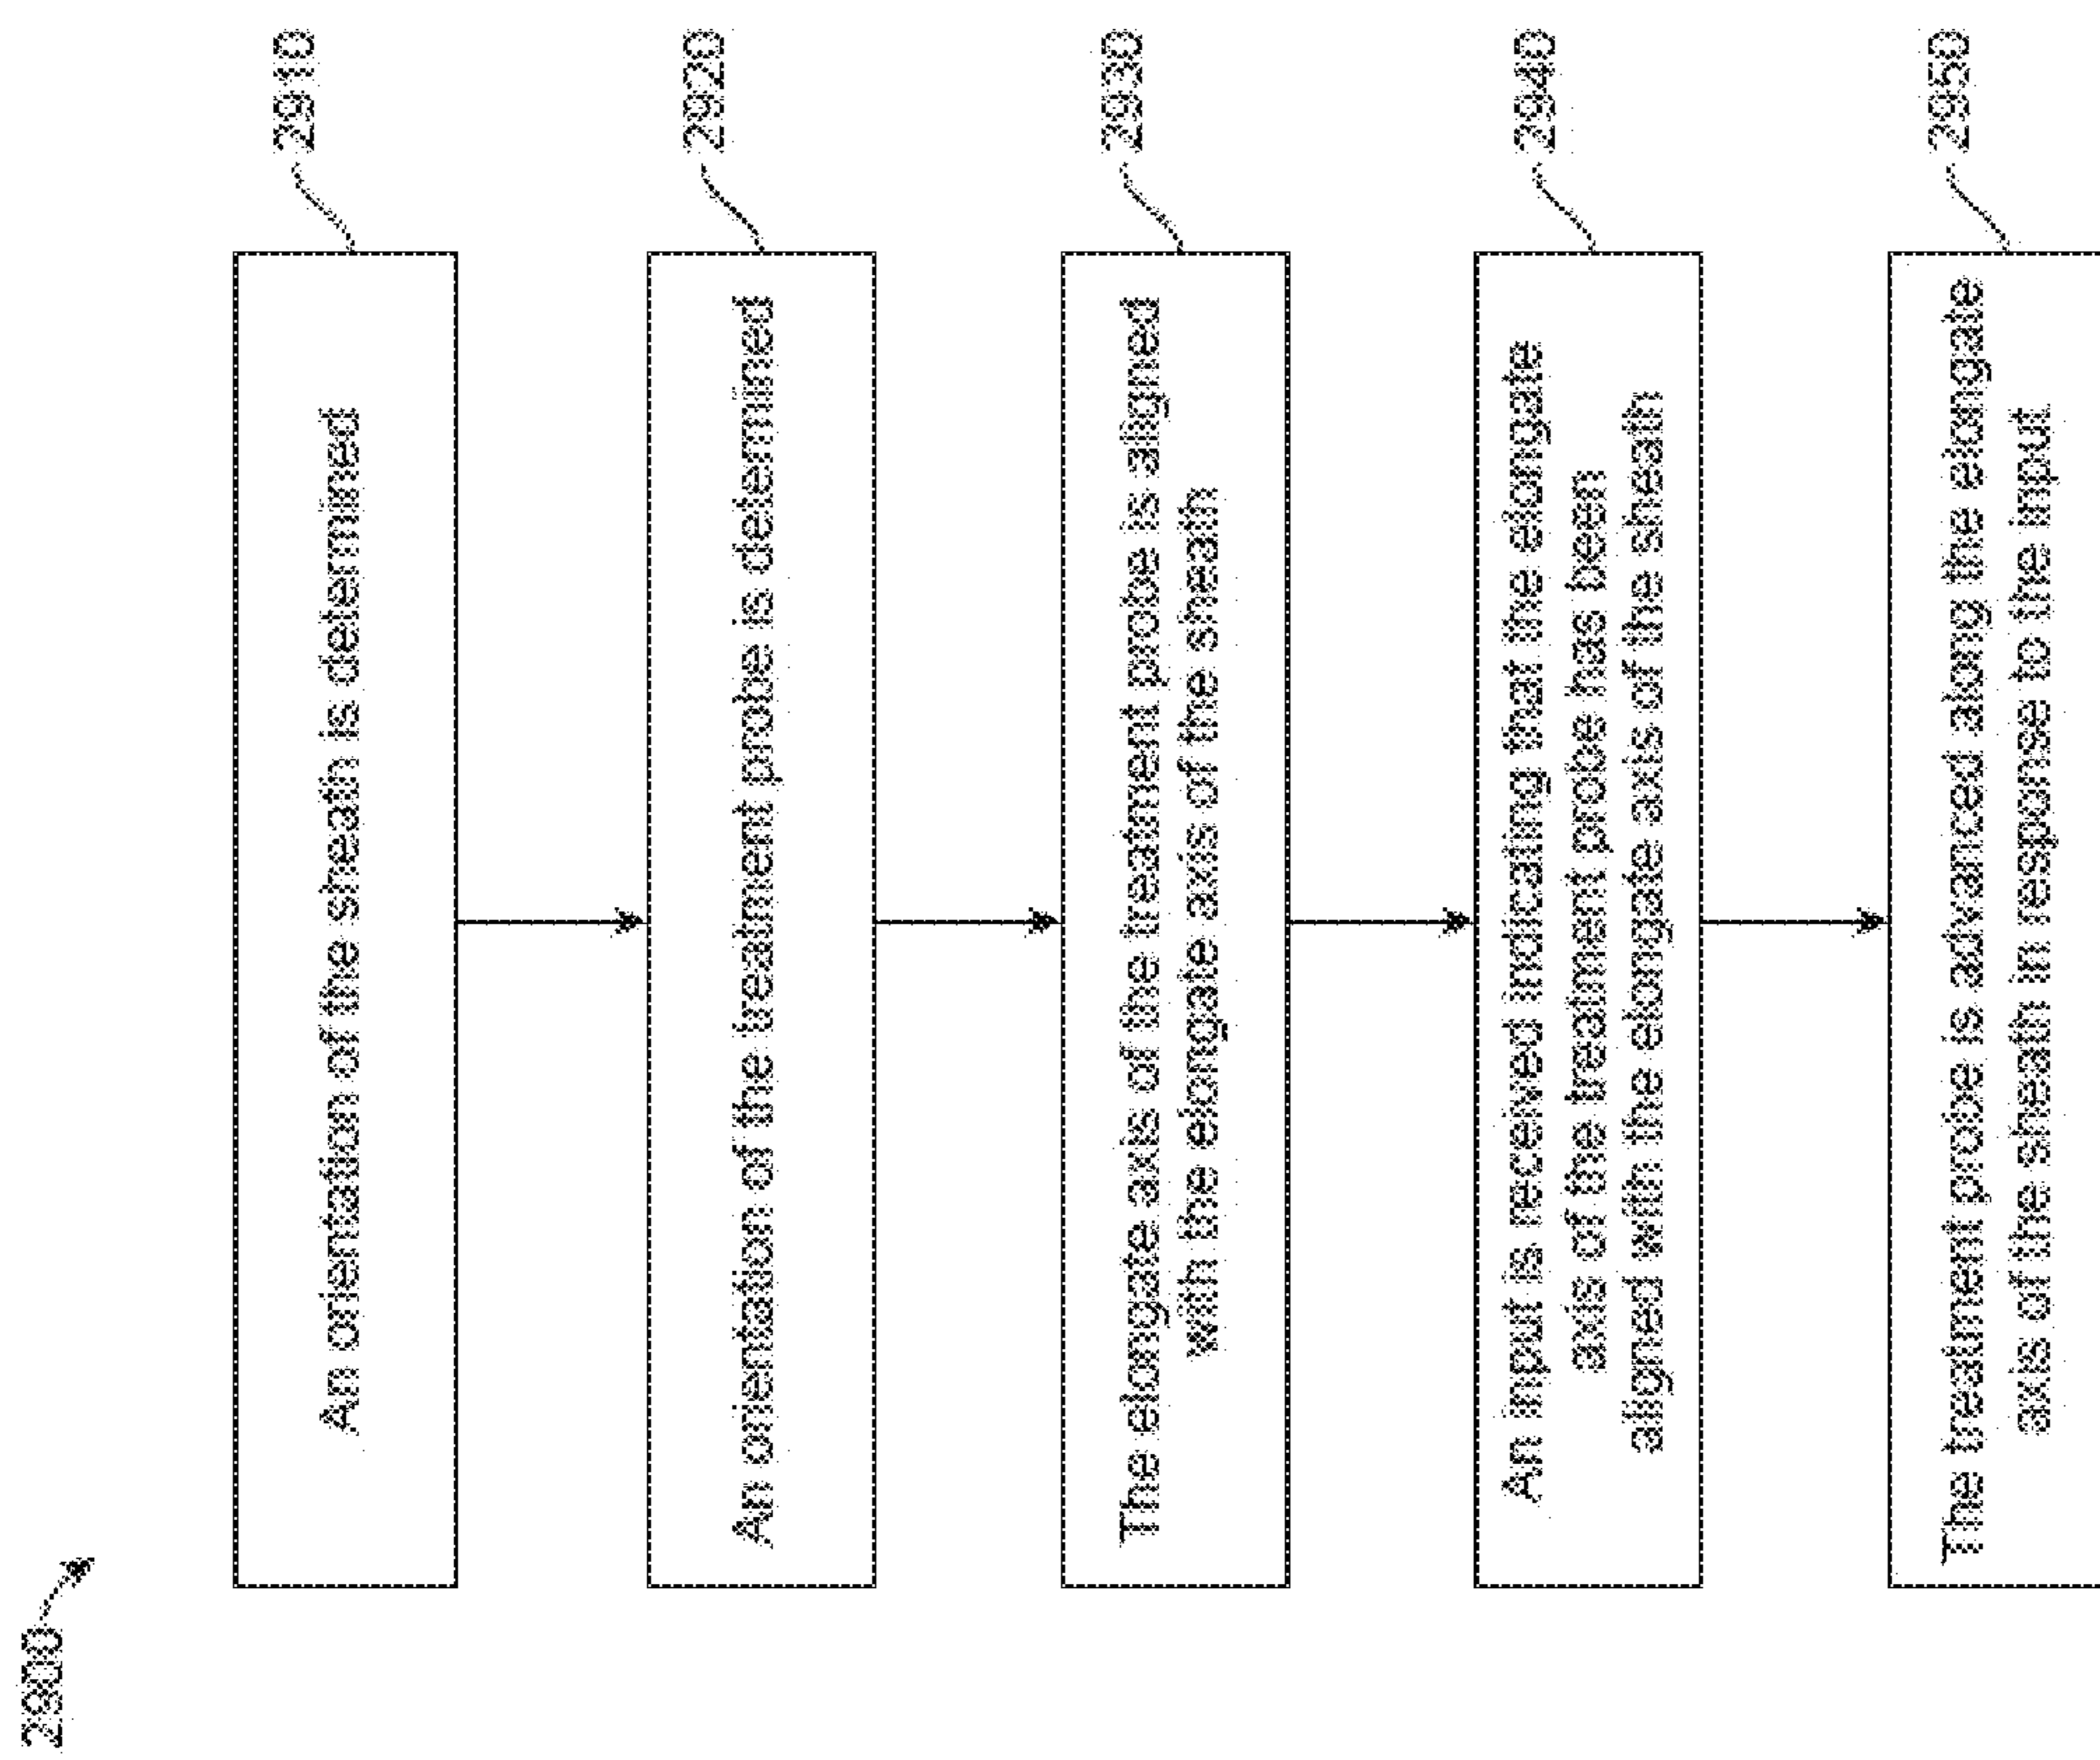 2900
An orientation of the sheath is determined
2910
An orientation of the treatment probe is determined
2920
The elongate axis of the treatment probe is aligned
with the elongate axis of the sheath
2930
An input is received indicating that the elongate
axis of the treatment probe has been
aligned with the elongate axis of the sheath
2940
The treatment probe is advanced along the elongate
axis of the sheath in response to the input
2950